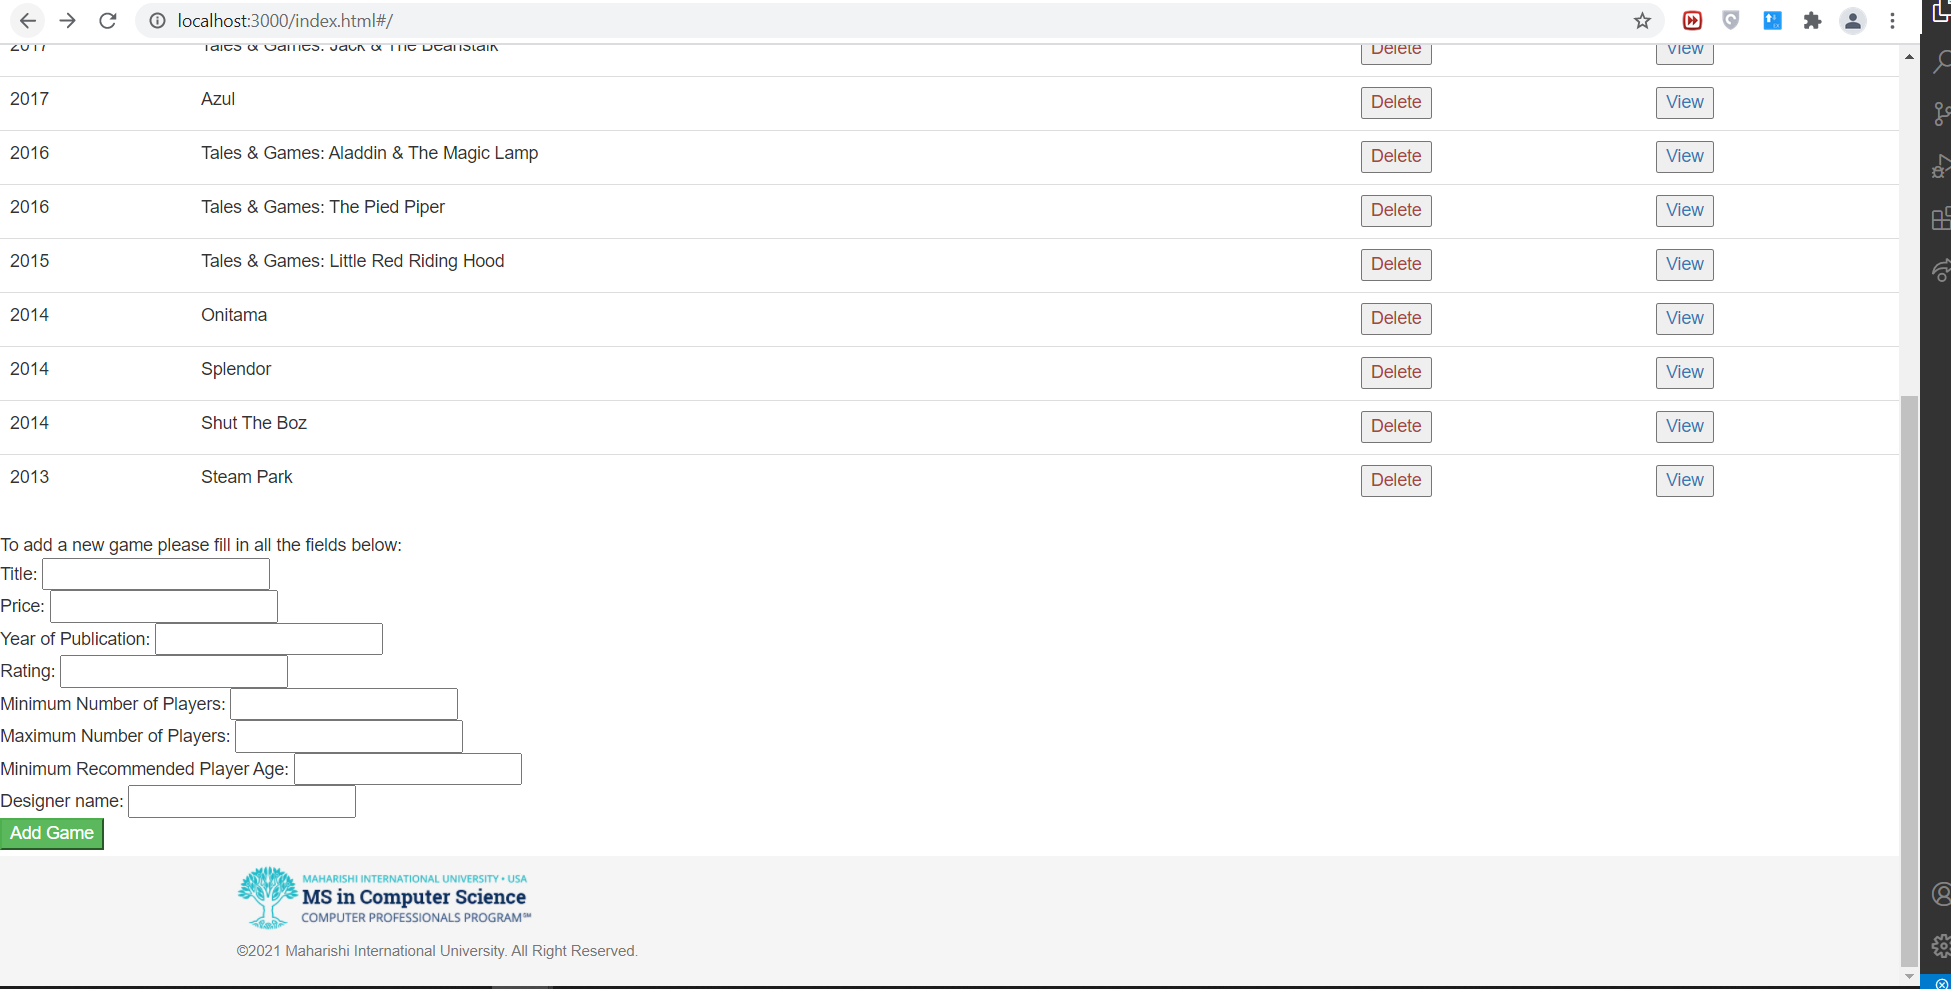 localhost:3000/index.html#/
2017 Tales & Games: Jack & The Beanstalk Delete View
2017 Azul Delete View
2016 Tales & Games: Aladdin & The Magic Lamp Delete View
2016 Tales & Games: The Pied Piper Delete View
2015 Tales & Games: Little Red Riding Hood Delete View
2014 Onitama Delete View
2014 Splendor Delete View
2014 Shut The Boz Delete View
2013 Steam Park Delete View
To add a new game please fill in all the fields below:
Title:
Price:
Year of Publication:
Rating:
Minimum Number of Players:
Maximum Number of Players:
Minimum Recommended Player Age:
Designer name:
Add Game
MAHARISHI INTERNATIONAL UNIVERSITY • USA
MS in Computer Science
COMPUTER PROFESSIONALS PROGRAM℠
©2021 Maharishi International University. All Right Reserved.